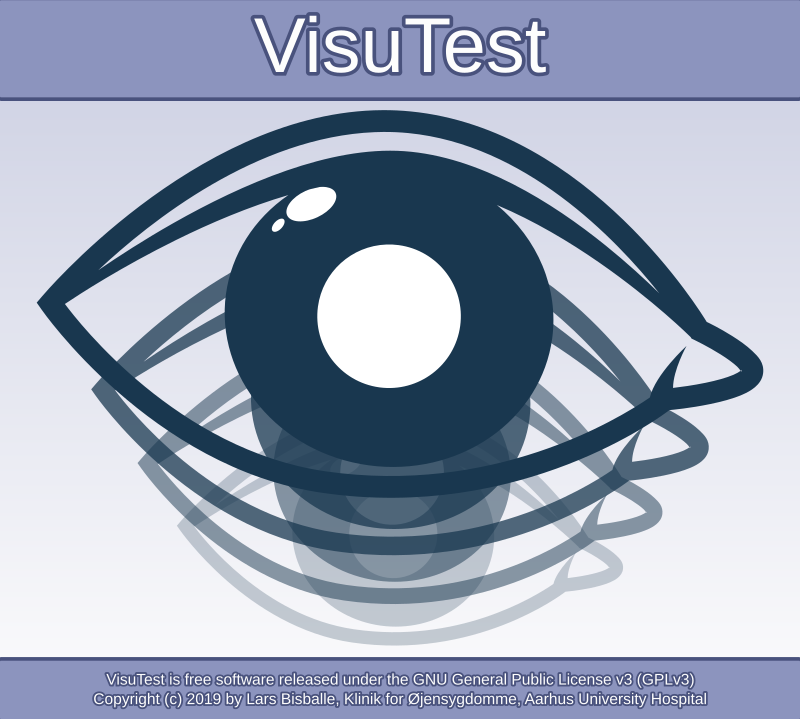 VisuTest
VisuTest is free software released under the GNU General Public License v3 (GPLv3)
Copyright (c) 2019 by Lars Bisballe, Klinik for Øjensygdomme, Aarhus University Hospital